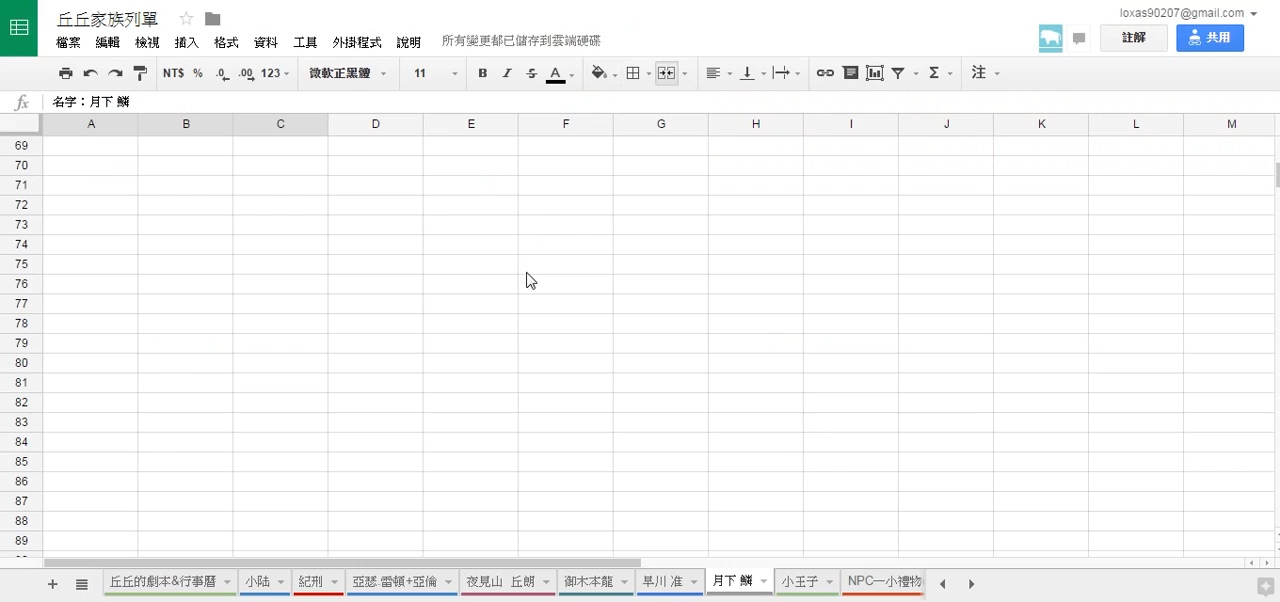 丘丘家族列單
loxas90207@gmail.com
檔案 編輯 檢視 插入 格式 資料 工具 外掛程式 說明 所有變更都已儲存到雲端硬碟
註解 共用
NT$ % .0 .00 123 微軟正黑體 11 B I S A Σ 注
fx 名字：月下 鱗
A B C D E F G H I J K L M
69
70
71
72
73
74
75
76
77
78
79
80
81
82
83
84
85
86
87
88
89
丘丘的劇本&行事曆 小陆 紀刑 亞瑟.雷頓+亞倫 夜見山 丘朗 御木本龍 早川 准 月下 鱗 小王子 NPC一小禮物